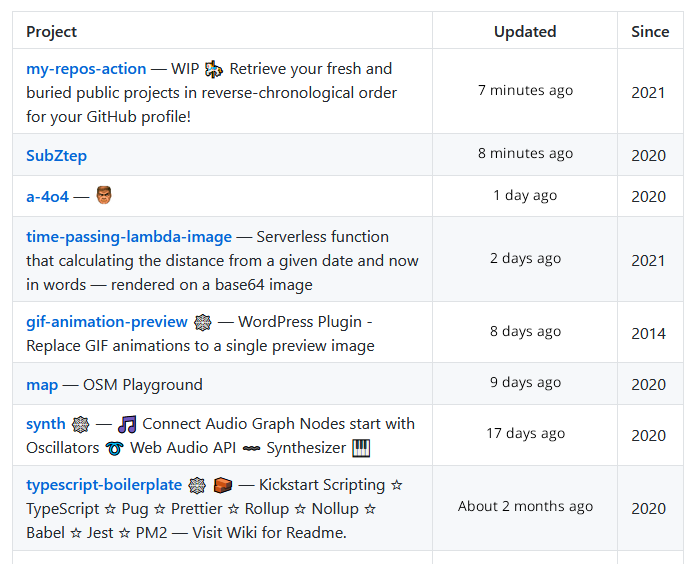 Project Updated Since
my-repos-action — WIP 🎠 Retrieve your fresh and
buried public projects in reverse-chronological order
for your GitHub profile!
7 minutes ago
2021
SubZtep
8 minutes ago
2020
a-4o4 —
1 day ago
2020
time-passing-lambda-image — Serverless function
that calculating the distance from a given date and now
in words — rendered on a base64 image
2 days ago
2021
gif-animation-preview 🕸 — WordPress Plugin -
Replace GIF animations to a single preview image
8 days ago
2014
map — OSM Playground
9 days ago
2020
synth 🕸 — 🎵 Connect Audio Graph Nodes start with
Oscillators ➰ Web Audio API 〰 Synthesizer 🎹
17 days ago
2020
typescript-boilerplate 🕸 🧱 — Kickstart Scripting ☆
TypeScript ☆ Pug ☆ Prettier ☆ Rollup ☆ Nollup ☆
Babel ☆ Jest ☆ PM2 — Visit Wiki for Readme.
About 2 months ago
2020